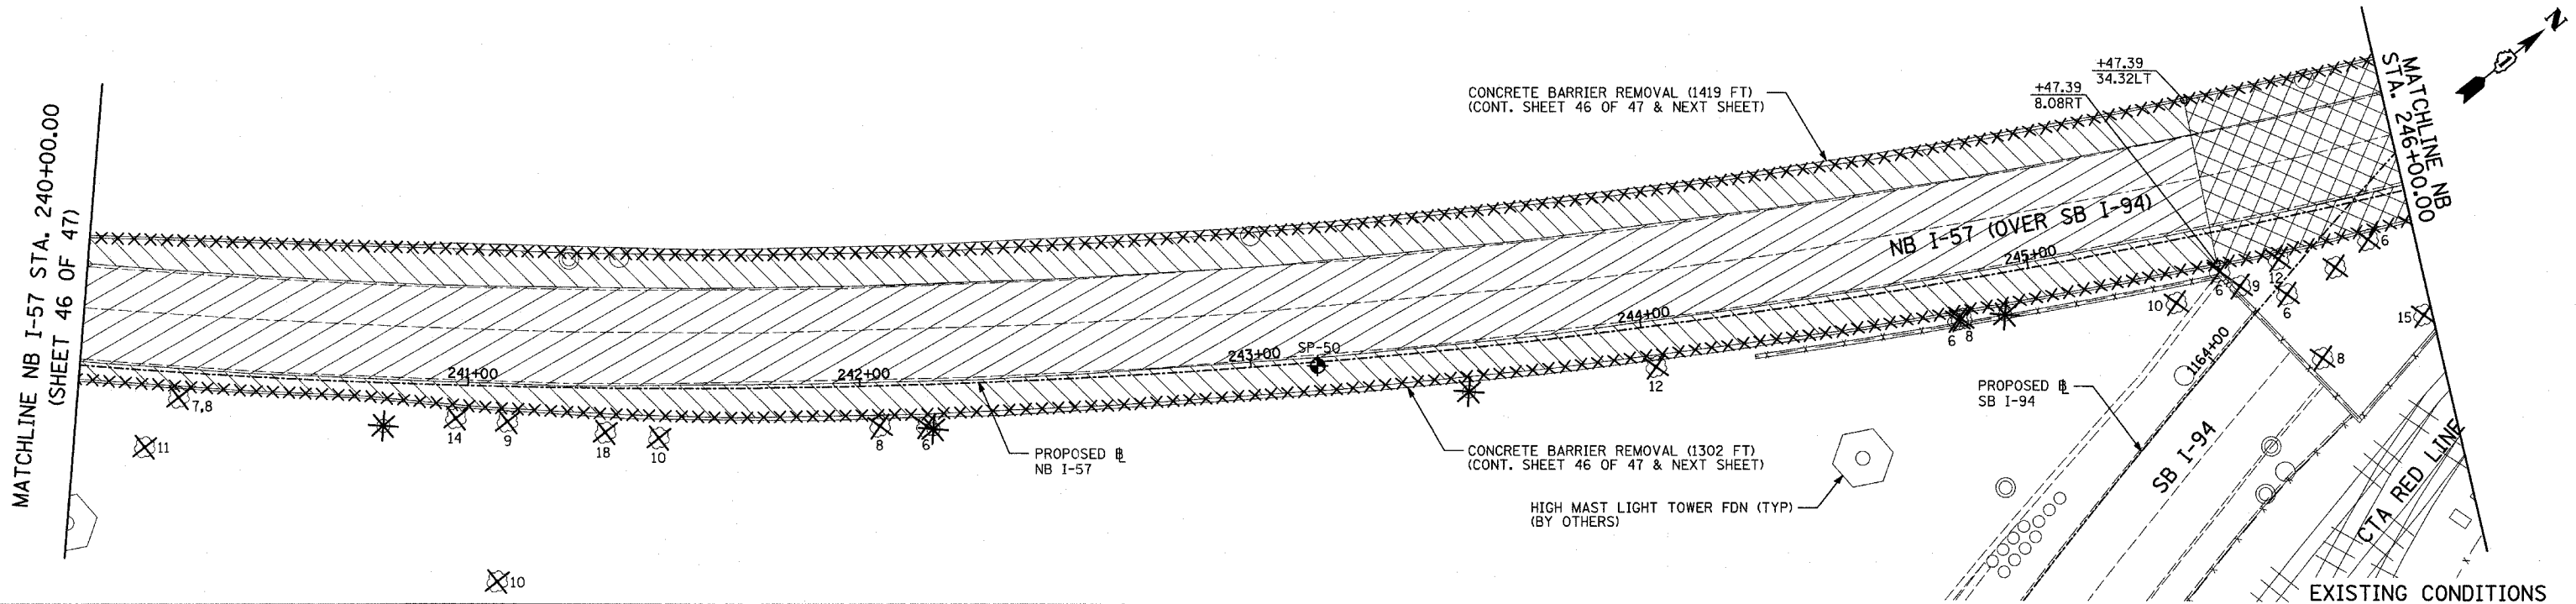 MATCHLINE NB I-57 STA. 240+00.00
(SHEET 46 OF 47)
CONCRETE BARRIER REMOVAL (1419 FT)
(CONT. SHEET 46 OF 47 & NEXT SHEET)
+47.39
34.32LT
+47.39
8.08RT
MATCHLINE NB
STA. 246+00.00
N
NB I-57 (OVER SB I-94)
241+00
242+00
243+00
SP-50
244+00
245+00
7,8
11
14
9
18
10
8
6
10
12
6
8
10
6
9
12
6
6
15
8
PROPOSED ℄
NB I-57
CONCRETE BARRIER REMOVAL (1302 FT)
(CONT. SHEET 46 OF 47 & NEXT SHEET)
HIGH MAST LIGHT TOWER FDN (TYP)
(BY OTHERS)
PROPOSED ℄
SB I-94
1164+00
SB I-94
CTA RED LINE
EXISTING CONDITIONS